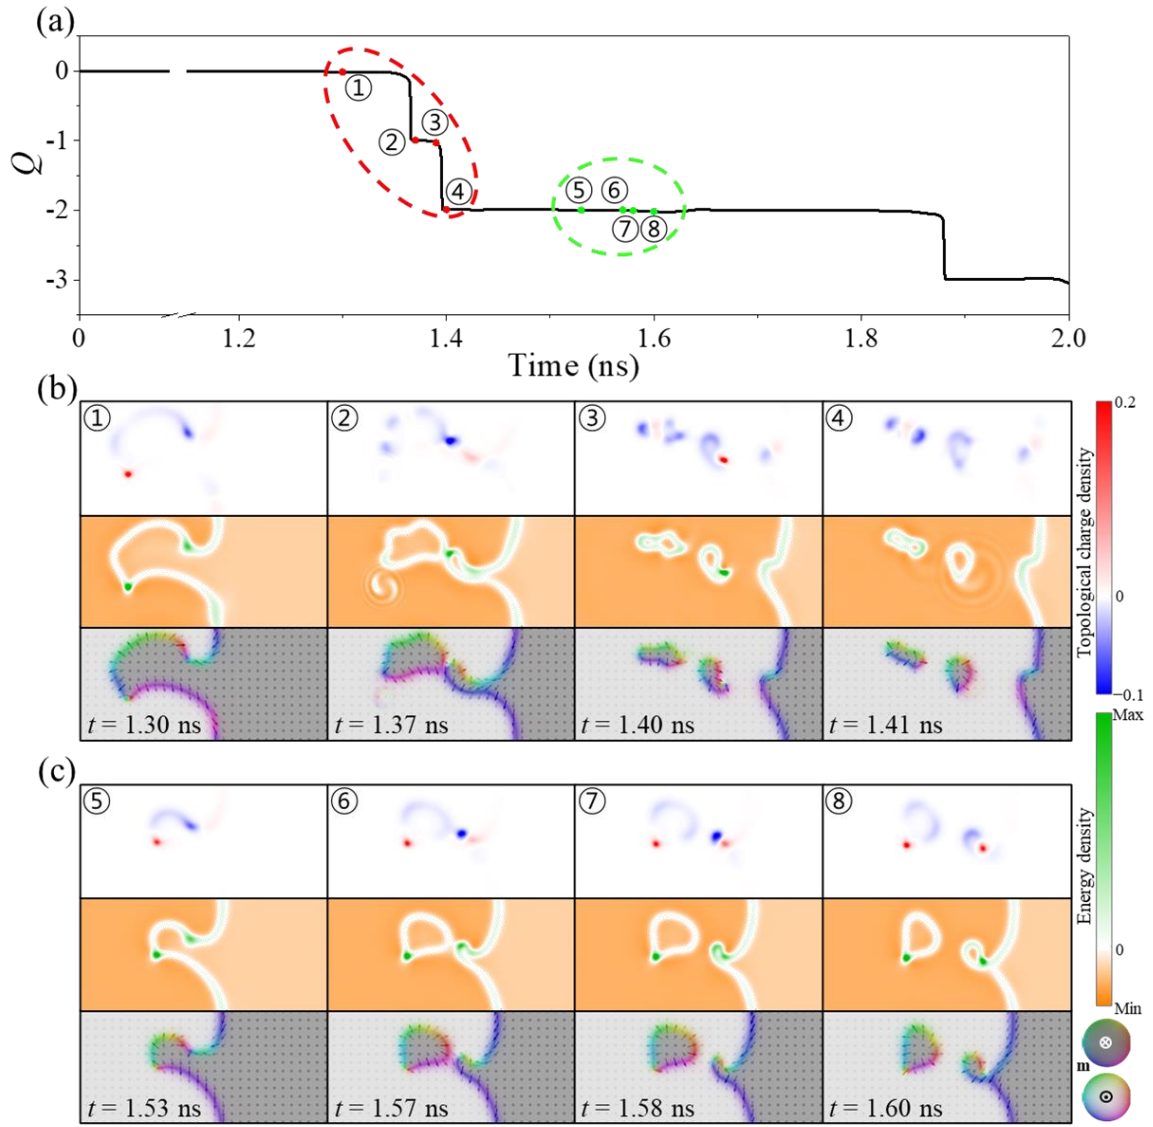 (a)
0
-1
-2
-3
Q
① ② ③ ④ ⑤ ⑥ ⑦ ⑧
0 1.2 1.4 1.6 1.8 2.0
Time (ns)
(b)
① ② ③ ④
t = 1.30 ns t = 1.37 ns t = 1.40 ns t = 1.41 ns
0.2
0
−0.1
Topological charge density
(c)
⑤ ⑥ ⑦ ⑧
t = 1.53 ns t = 1.57 ns t = 1.58 ns t = 1.60 ns
Max
0
Min
Energy density
m